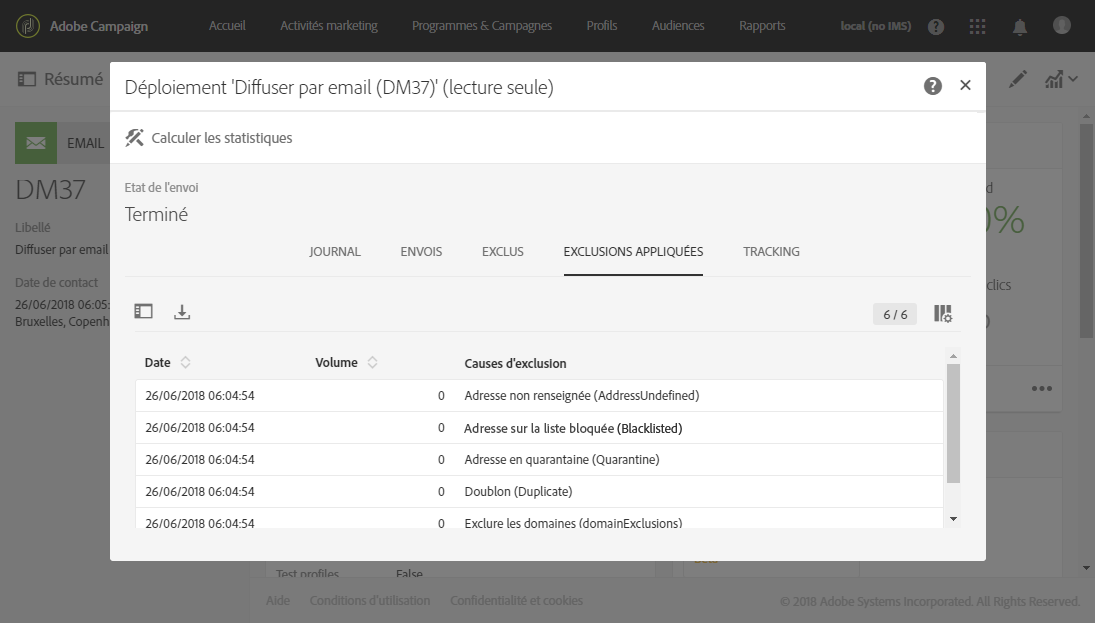 Adobe Campaign
Accueil
Activités marketing
Programmes & Campagnes
Profils
Audiences
Rapports
local (no IMS)
Résumé
Déploiement 'Diffuser par email (DM37)' (lecture seule)
Calculer les statistiques
EMAIL
DM37
Libellé
Diffuser par email
Date de contact
26/06/2018 06:05:
Bruxelles, Copenh
Etat de l'envoi
Terminé
JOURNAL
ENVOIS
EXCLUS
EXCLUSIONS APPLIQUÉES
TRACKING
d
0%
clics
)
6 / 6
Date Volume Causes d'exclusion
26/06/2018 06:04:54 0 Adresse non renseignée (AddressUndefined)
26/06/2018 06:04:54 0 Adresse sur la liste bloquée (Blacklisted)
26/06/2018 06:04:54 0 Adresse en quarantaine (Quarantine)
26/06/2018 06:04:54 0 Doublon (Duplicate)
26/06/2018 06:04:54 0 Exclure les domaines (domainExclusions)
Test profiles False
Aide
Conditions d'utilisation
Confidentialité et cookies
© 2018 Adobe Systems Incorporated. All Rights Reserved.